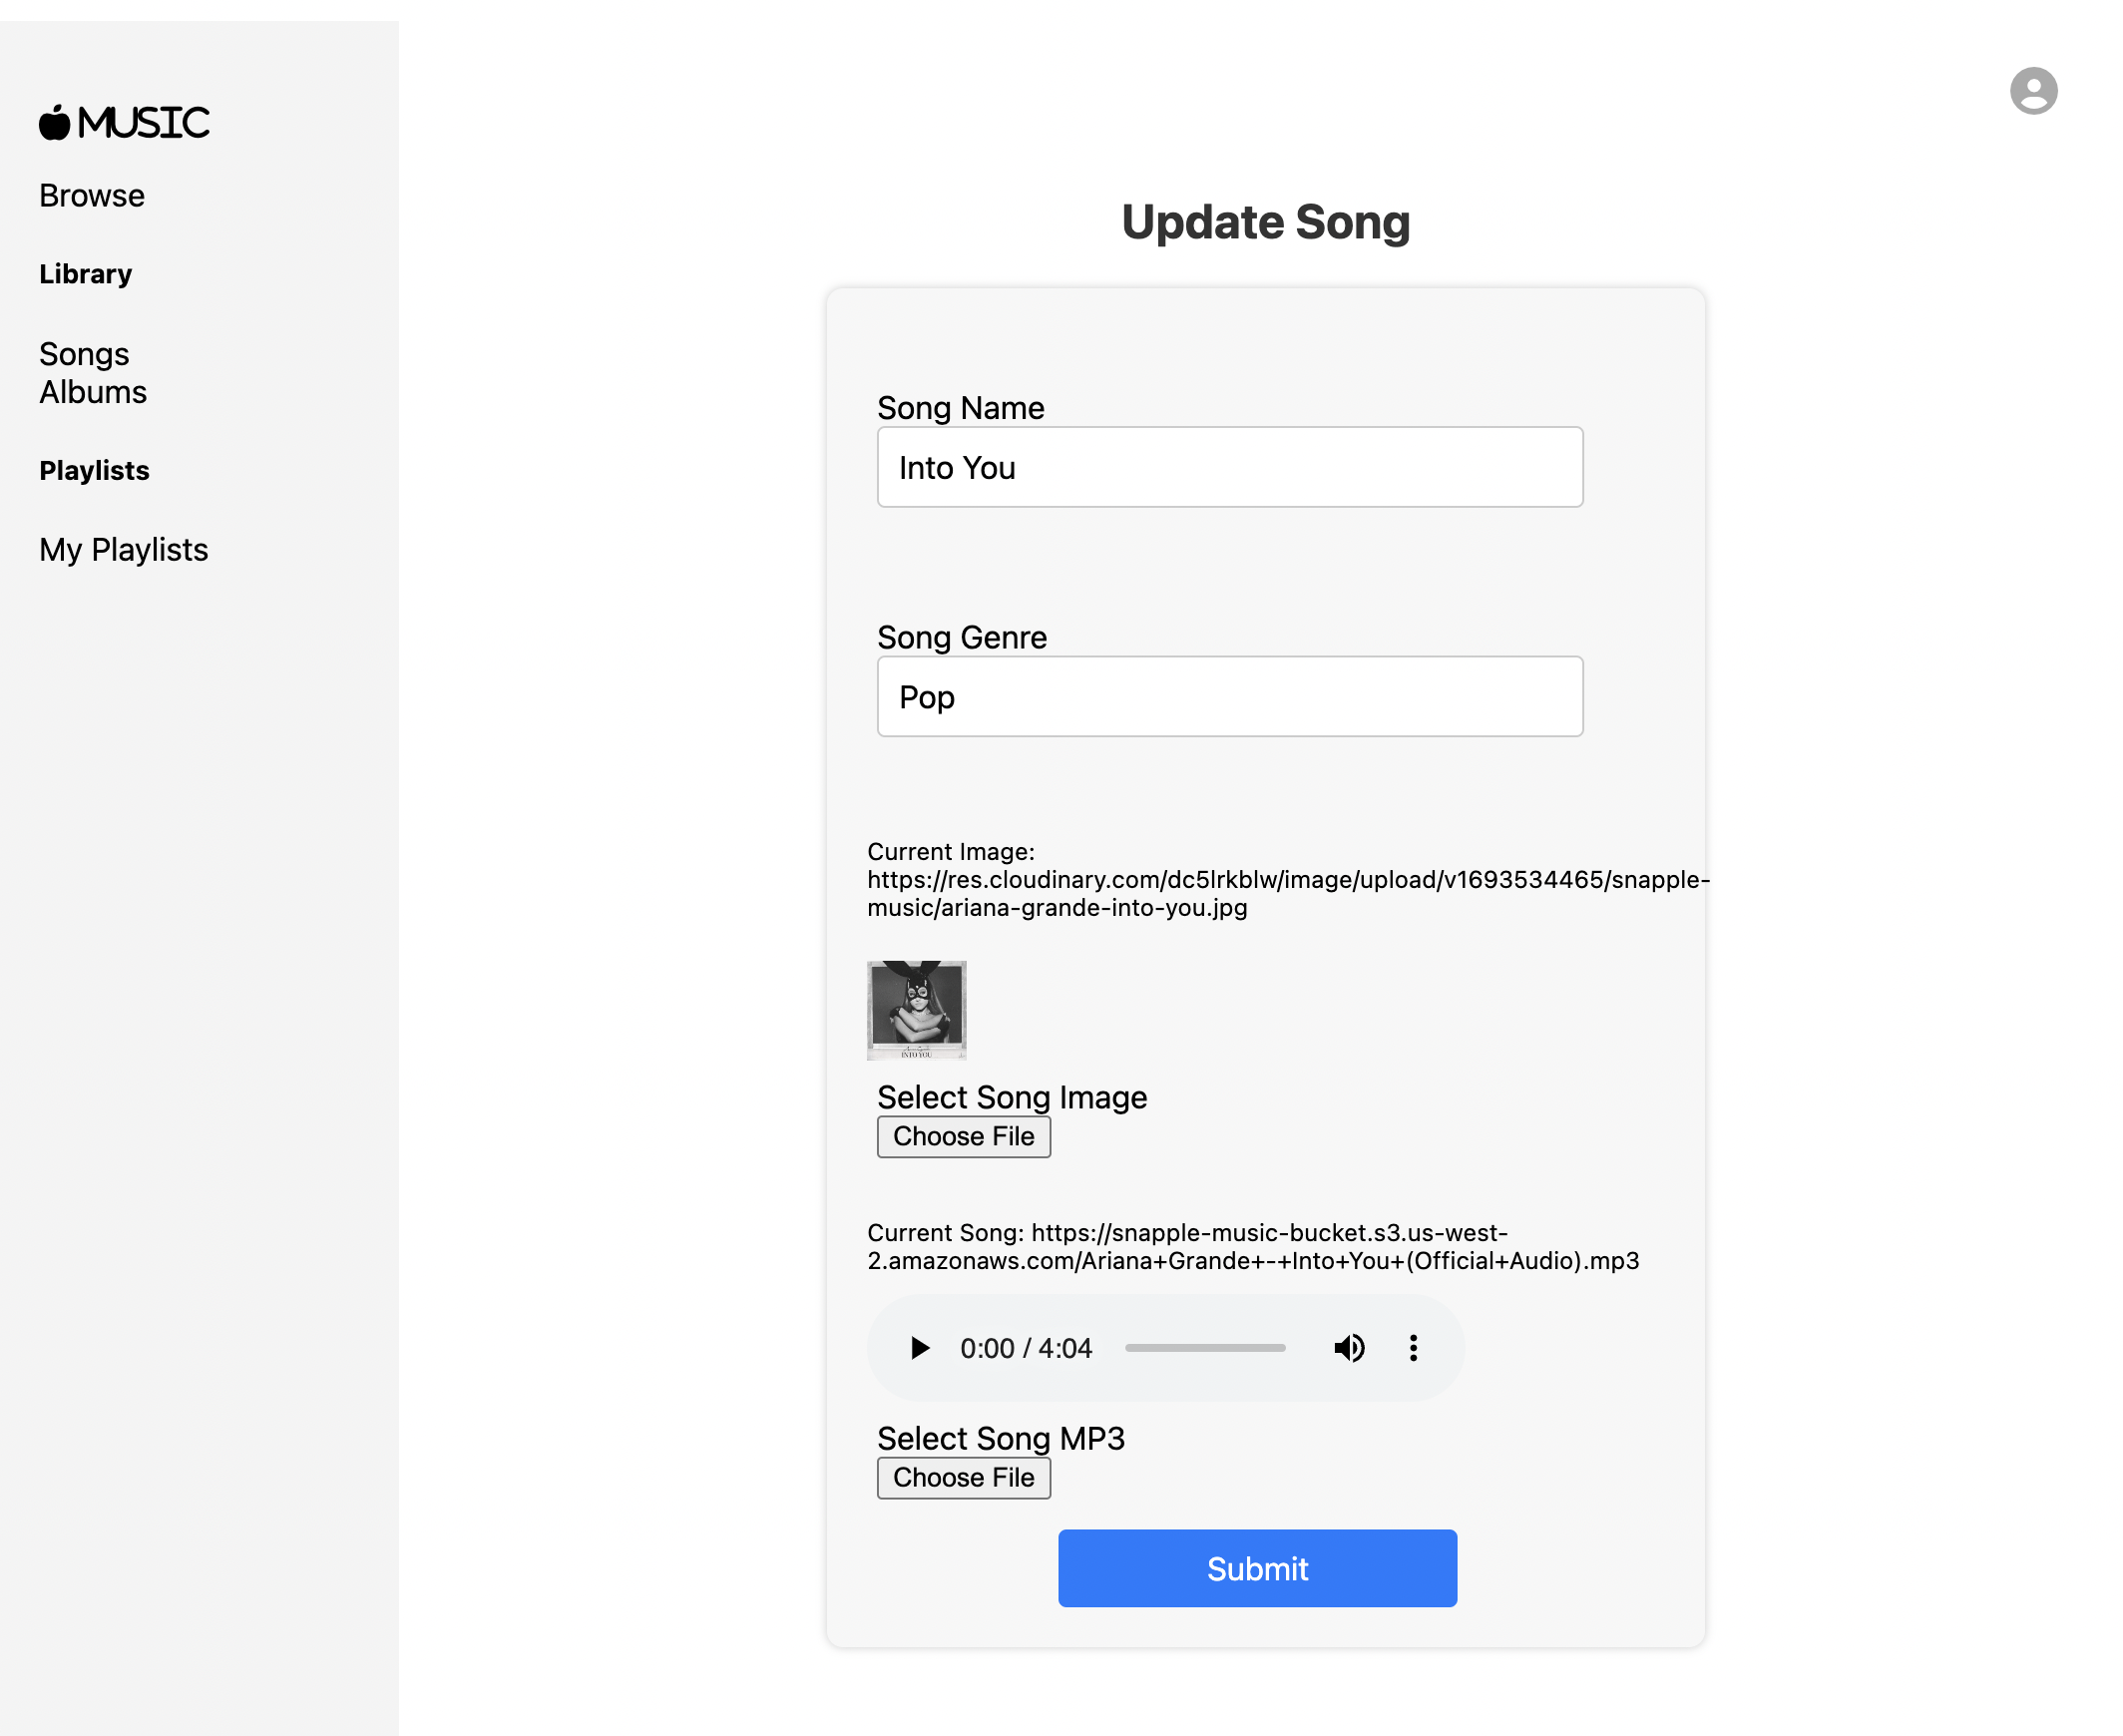 MUSIC
Browse
Library
Songs
Albums
Playlists
My Playlists
Update Song
Song Name
Into You
Song Genre
Pop
Current Image:
https://res.cloudinary.com/dc5lrkblw/image/upload/v1693534465/snapple-
music/ariana-grande-into-you.jpg
INTO YOU
Select Song Image
Choose File
Current Song: https://snapple-music-bucket.s3.us-west-
2.amazonaws.com/Ariana+Grande+-+Into+You+(Official+Audio).mp3
0:00 / 4:04
Select Song MP3
Choose File
Submit